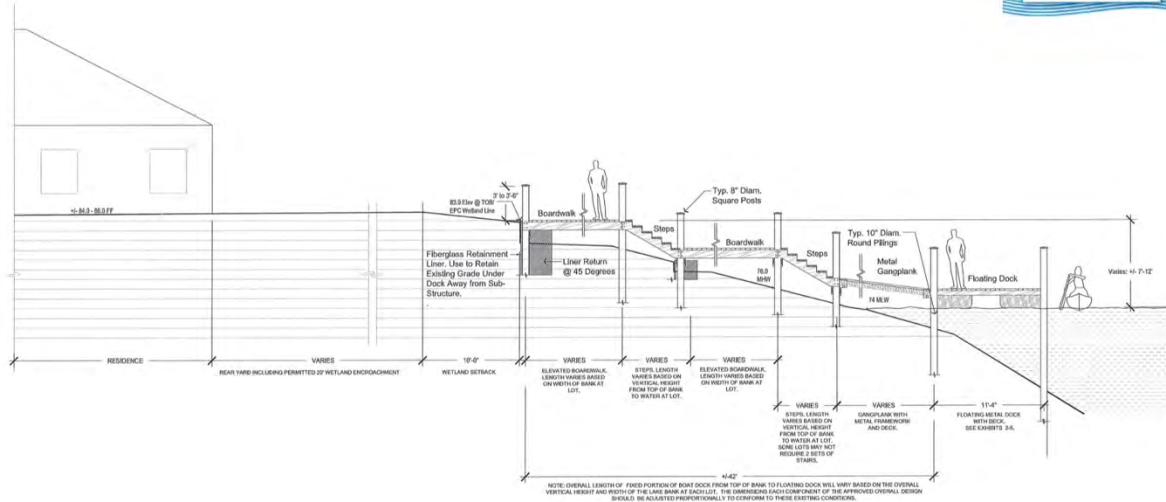 3' to 3'-6"
83.0 Elev @ TOB/
EPC Wetland Line
+/- 84.0 - 86.0 FF
Boardwalk
Typ. 8" Diam.
Square Posts
Steps
Boardwalk
Typ. 10" Diam.
Round Pilings
Steps
Metal
Gangplank
Floating Dock
Fiberglass Retainment
Liner. Use to Retain
Existing Grade Under
Dock Away from Sub-
Structure.
Liner Return
@ 45 Degrees
76.0
MHW
74 MLW
Varies: +/- 7'-12'
RESIDENCE
VARIES
REAR YARD INCLUDING PERMITTED 20' WETLAND ENCROACHMENT
10'-0"
WETLAND SETBACK
VARIES
ELEVATED BOARDWALK,
LENGTH VARIES BASED
ON WIDTH OF BANK AT
LOT.
VARIES
STEPS, LENGTH
VARIES BASED ON
VERTICAL HEIGHT
FROM TOP OF BANK
TO WATER AT LOT.
VARIES
ELEVATED BOARDWALK,
LENGTH VARIES BASED
ON WIDTH OF BANK AT
LOT.
VARIES
STEPS, LENGTH
VARIES BASED ON
VERTICAL HEIGHT
FROM TOP OF BANK
TO WATER AT LOT.
SOME LOTS MAY NOT
REQUIRE 2 SETS OF
STAIRS.
VARIES
GANGPLANK WITH
METAL FRAMEWORK
AND DECK.
11'-4"
FLOATING METAL DOCK
WITH DECK.
SEE EXHIBITS
+/-42'
NOTE: OVERALL LENGTH OF FIXED PORTION OF BOAT DOCK FROM TOP OF BANK TO FLOATING DOCK WILL VARY BASED ON THE OVERALL
VERTICAL HEIGHT AND WIDTH OF THE LAKE BANK AT EACH LOT. THE DIMENSIONS EACH COMPONENT OF THE APPROVED OVERALL DESIGN
SHOULD BE ADJUSTED PROPORTIONALLY TO CONFORM TO THESE EXISTING CONDITIONS.